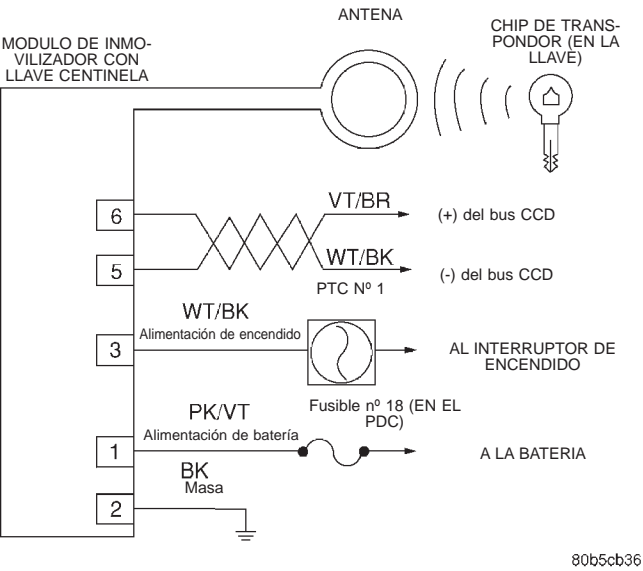 ANTENA
MODULO DE INMO-
VILIZADOR CON
LLAVE CENTINELA
CHIP DE TRANS-
PONDOR (EN LA
LLAVE)
6
VT/BR
(+) del bus CCD
5
WT/BK
(-) del bus CCD
PTC Nº 1
WT/BK
Alimentación de encendido
3
AL INTERRUPTOR DE
ENCENDIDO
Fusible nº 18 (EN EL
PDC)
PK/VT
Alimentación de batería
1
A LA BATERIA
BK
Masa
2
80b5cb36